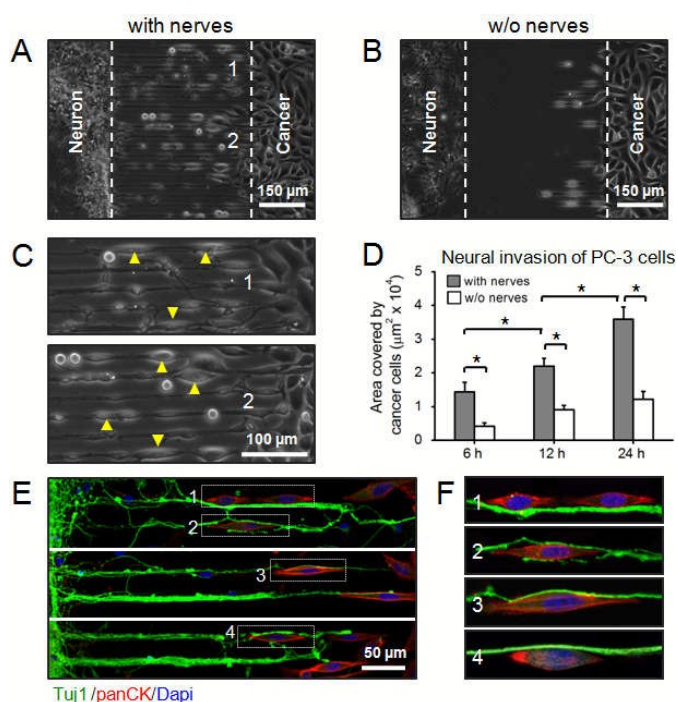 with nerves
w/o nerves
A
Neuron
1
2
Cancer
150 µm
B
Neuron
Cancer
150 µm
C
1
2
100 µm
D
Neural invasion of PC-3 cells
Area covered by
cancer cells (µm² x 10⁴)
5
4
3
2
1
0
with nerves
w/o nerves
*
*
*
*
*
6 h
12 h
24 h
E
1
2
3
4
50 µm
Tuj1/panCK/Dapi
F
1
2
3
4